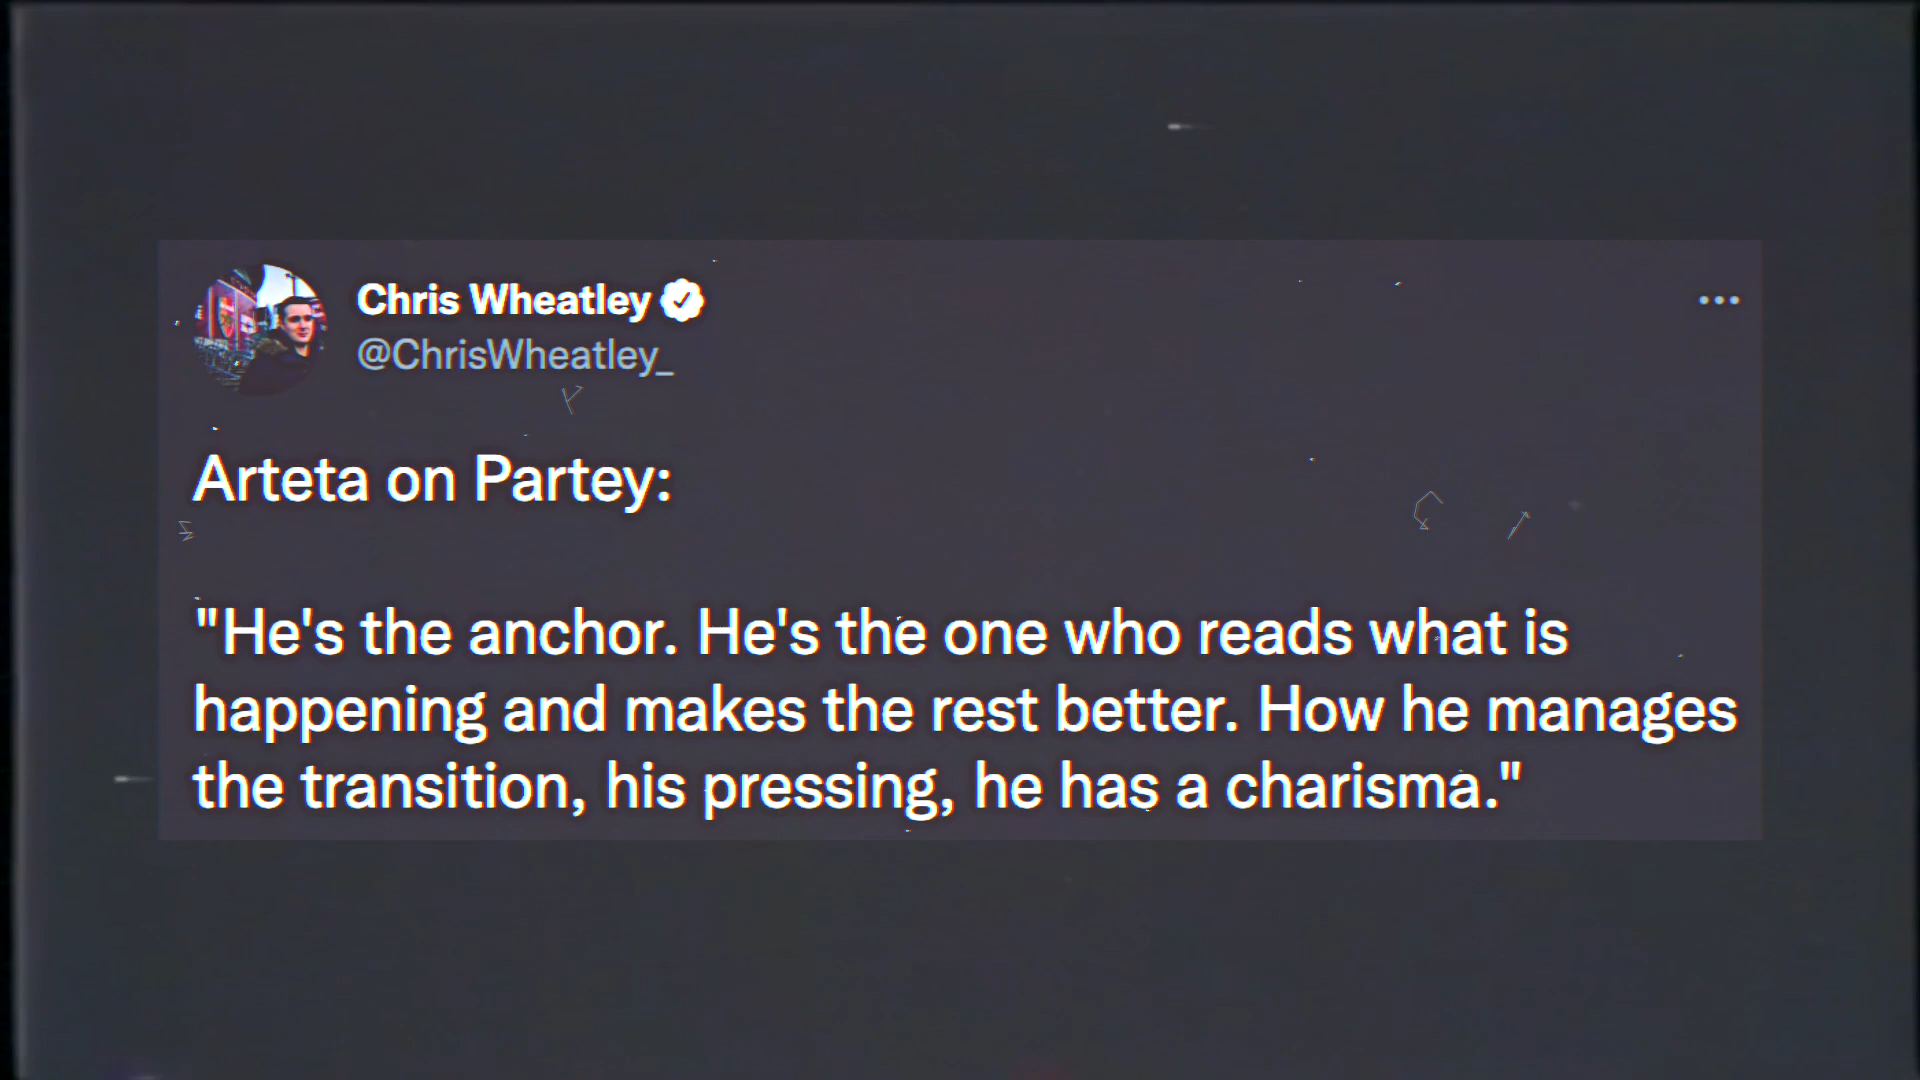 Chris Wheatley
@ChrisWheatley_
Arteta on Partey:
"He's the anchor. He's the one who reads what is
happening and makes the rest better. How he manages
the transition, his pressing, he has a charisma."